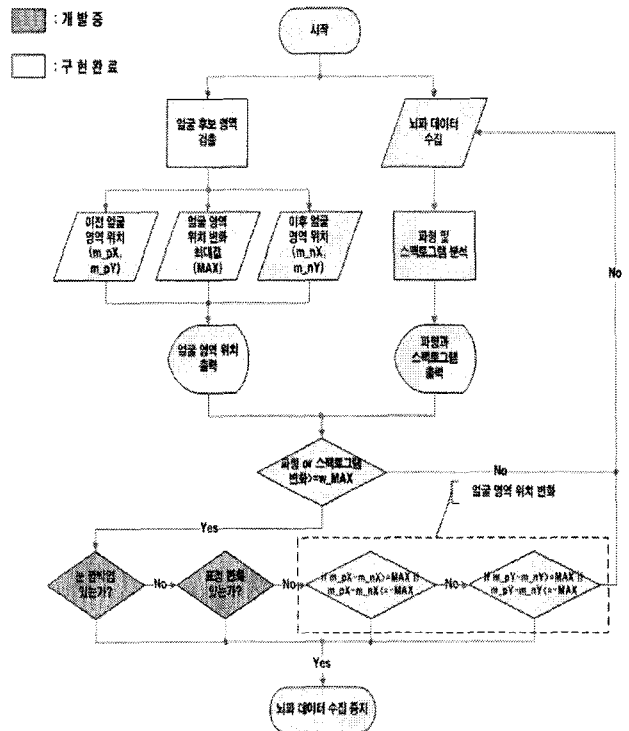 : 개발중
: 구현완료
시작
얼굴 후보 영역
검출
뇌파 데이터
수집
이전 얼굴
영역 위치
(m_pX,
m_pY)
얼굴 영역
위치 변화
최대값
(MAX)
이후 얼굴
영역 위치
(m_nX,
m_nY)
파형 및
스펙토그램 분석
No
얼굴 영역 위치
출력
파형과
스펙토그램
출력
파형 or 스펙토그램
변화>=w_MAX
No
얼굴 영역 위치 변화
Yes
눈 깜박임
있는가?
No
표정 변화
있는가?
No
If m_pX-m_nX>=MAX ||
m_pX-m_nX<=-MAX
No
If m_pY-m_nY>=MAX ||
m_pY-m_nY<=-MAX
Yes
뇌파 데이터 수집 중지